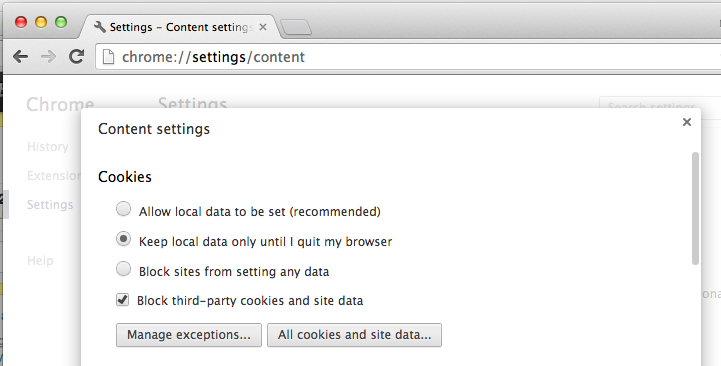 Settings – Content settings
chrome://settings/content
Chrome
Settings
Search settings
Content settings
History
Extension
Cookies
Settings
Allow local data to be set (recommended)
Keep local data only until I quit my browser
Help
Block sites from setting any data
Block third-party cookies and site data
Manage exceptions...
All cookies and site data...